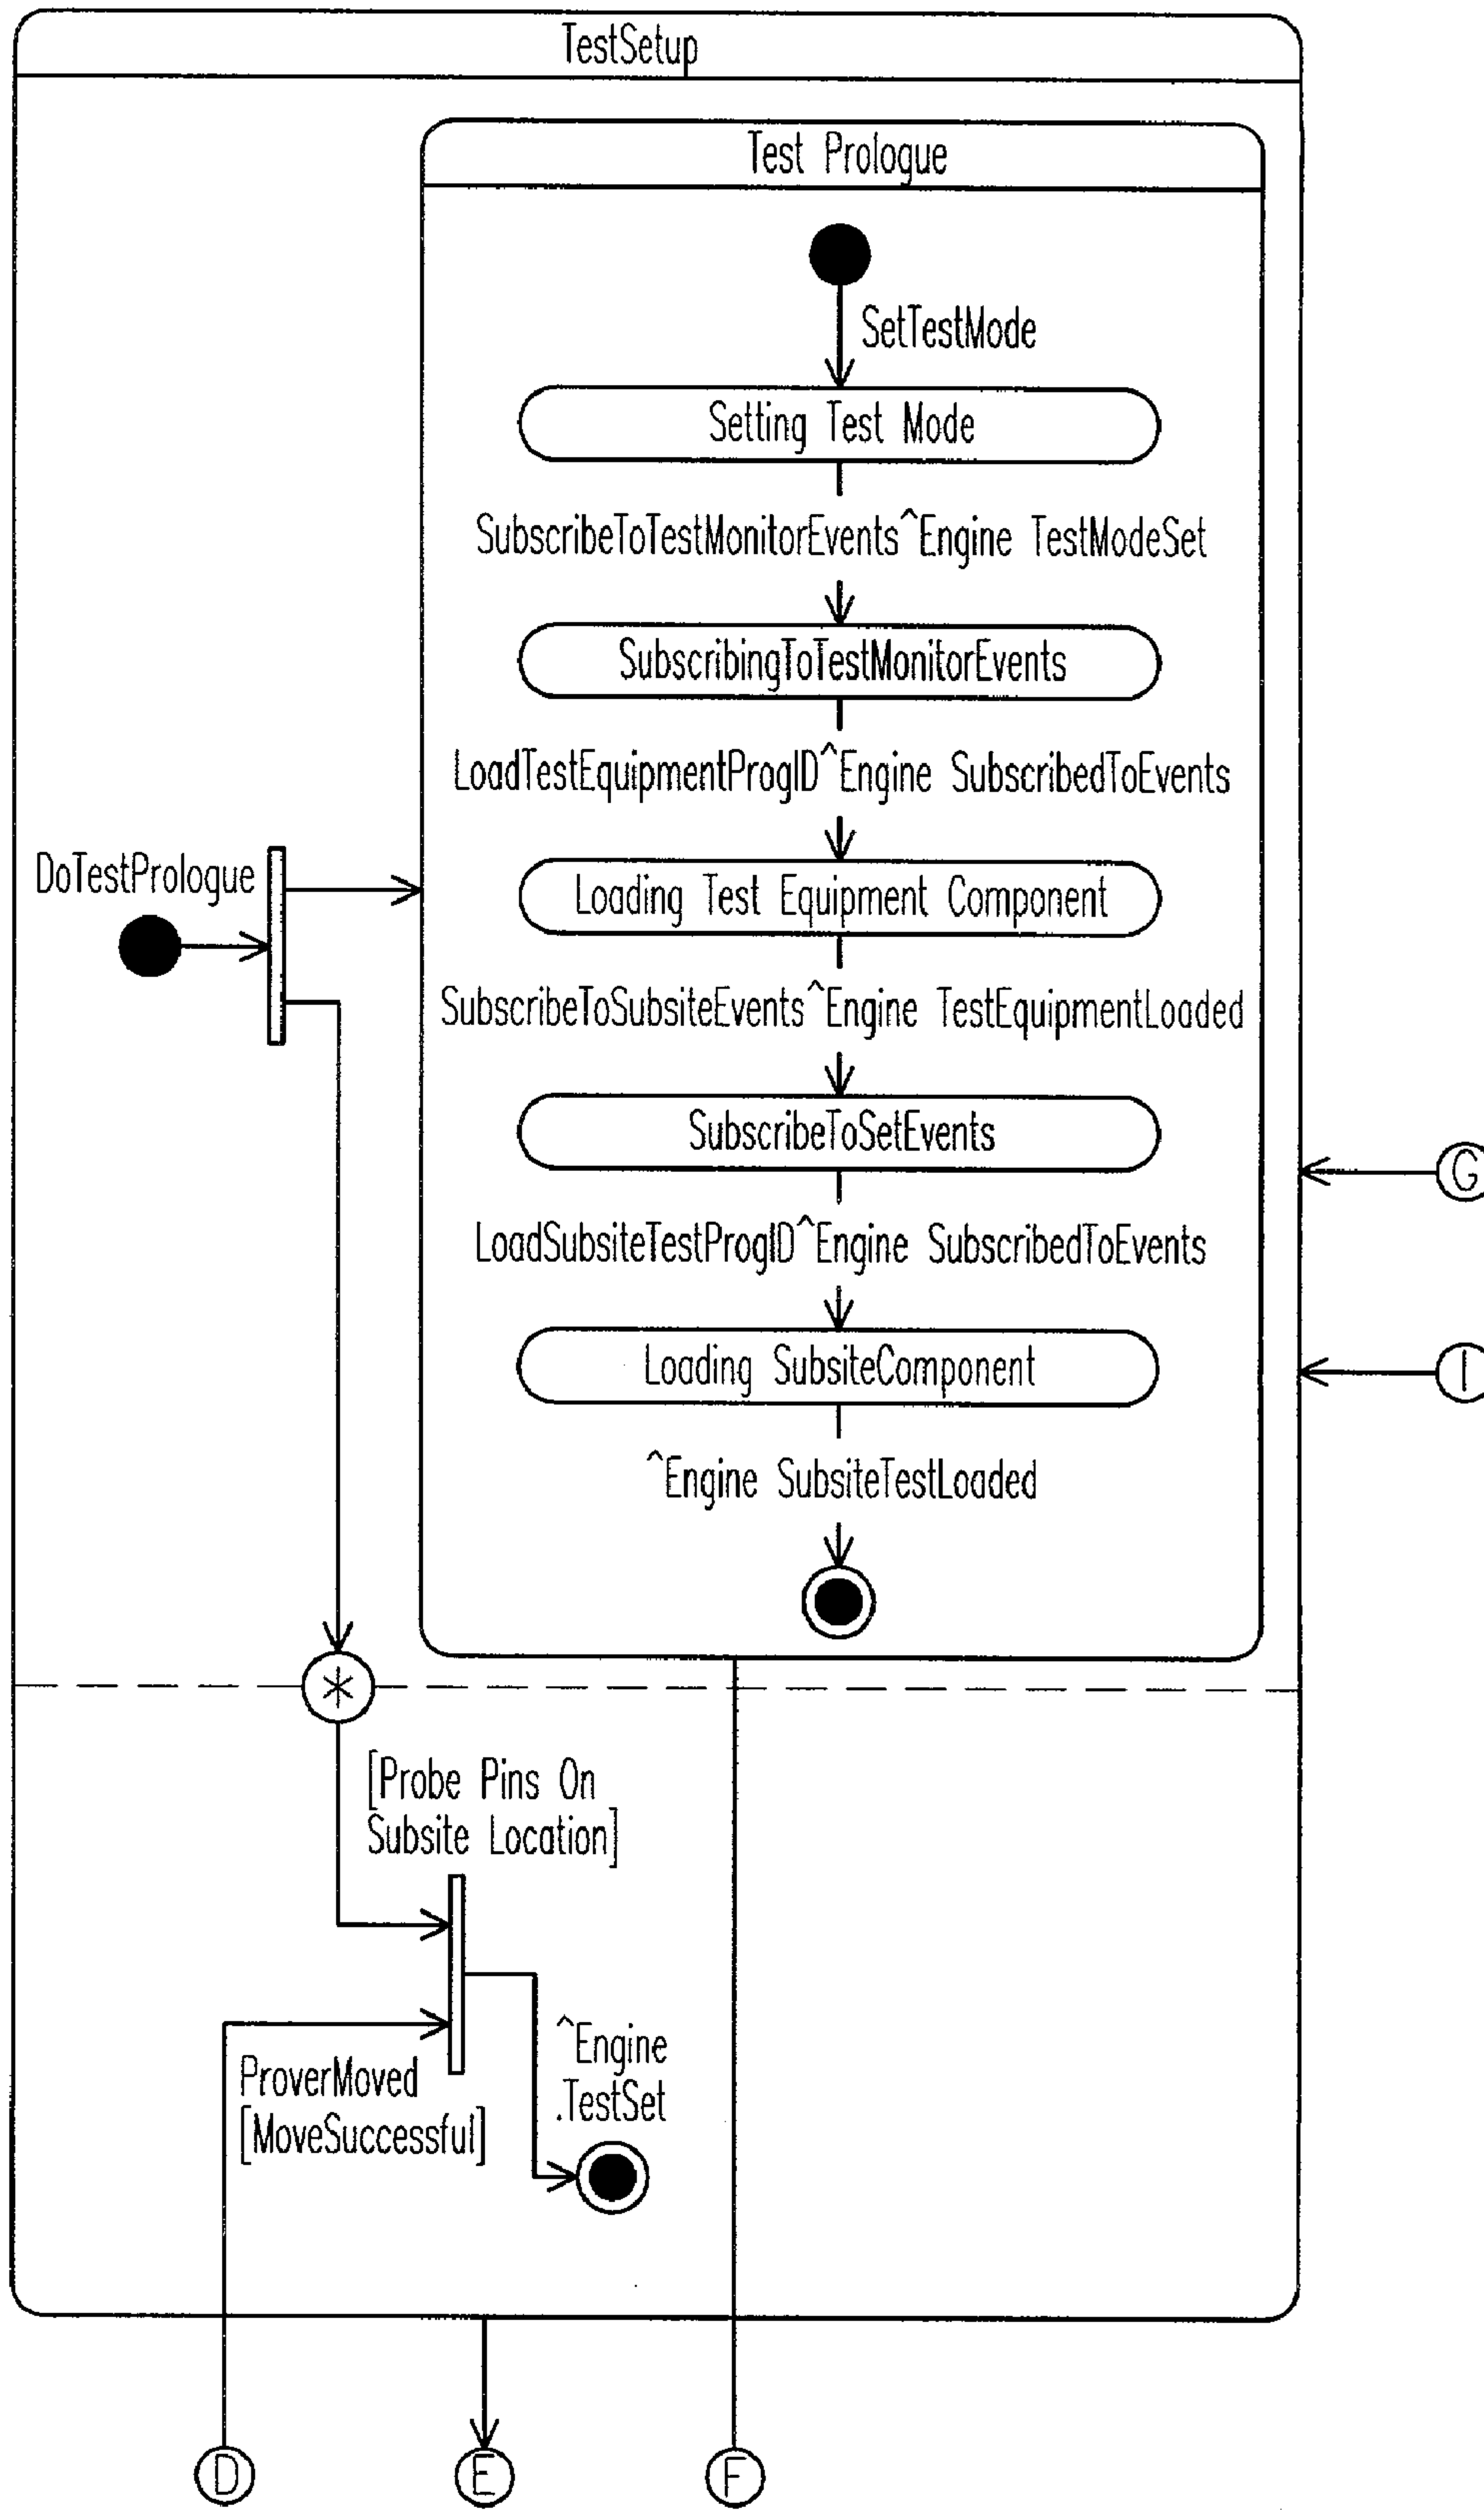 TestSetup
Test Prologue
SetTestMode
Setting Test Mode
SubscribeToTestMonitorEvents^Engine TestModeSet
SubscribingToTestMonitorEvents
LoadTestEquipmentProgID^Engine SubscribedToEvents
DoTestPrologue
Loading Test Equipment Component
SubscribeToSubsiteEvents^Engine TestEquipmentLoaded
SubscribeToSetEvents
G
LoadSubsiteTestProgID^Engine SubscribedToEvents
Loading SubsiteComponent
I
^Engine SubsiteTestLoaded
*
[Probe Pins On
Subsite Location]
^Engine
.TestSet
ProverMoved
[MoveSuccessful]
D
E
F